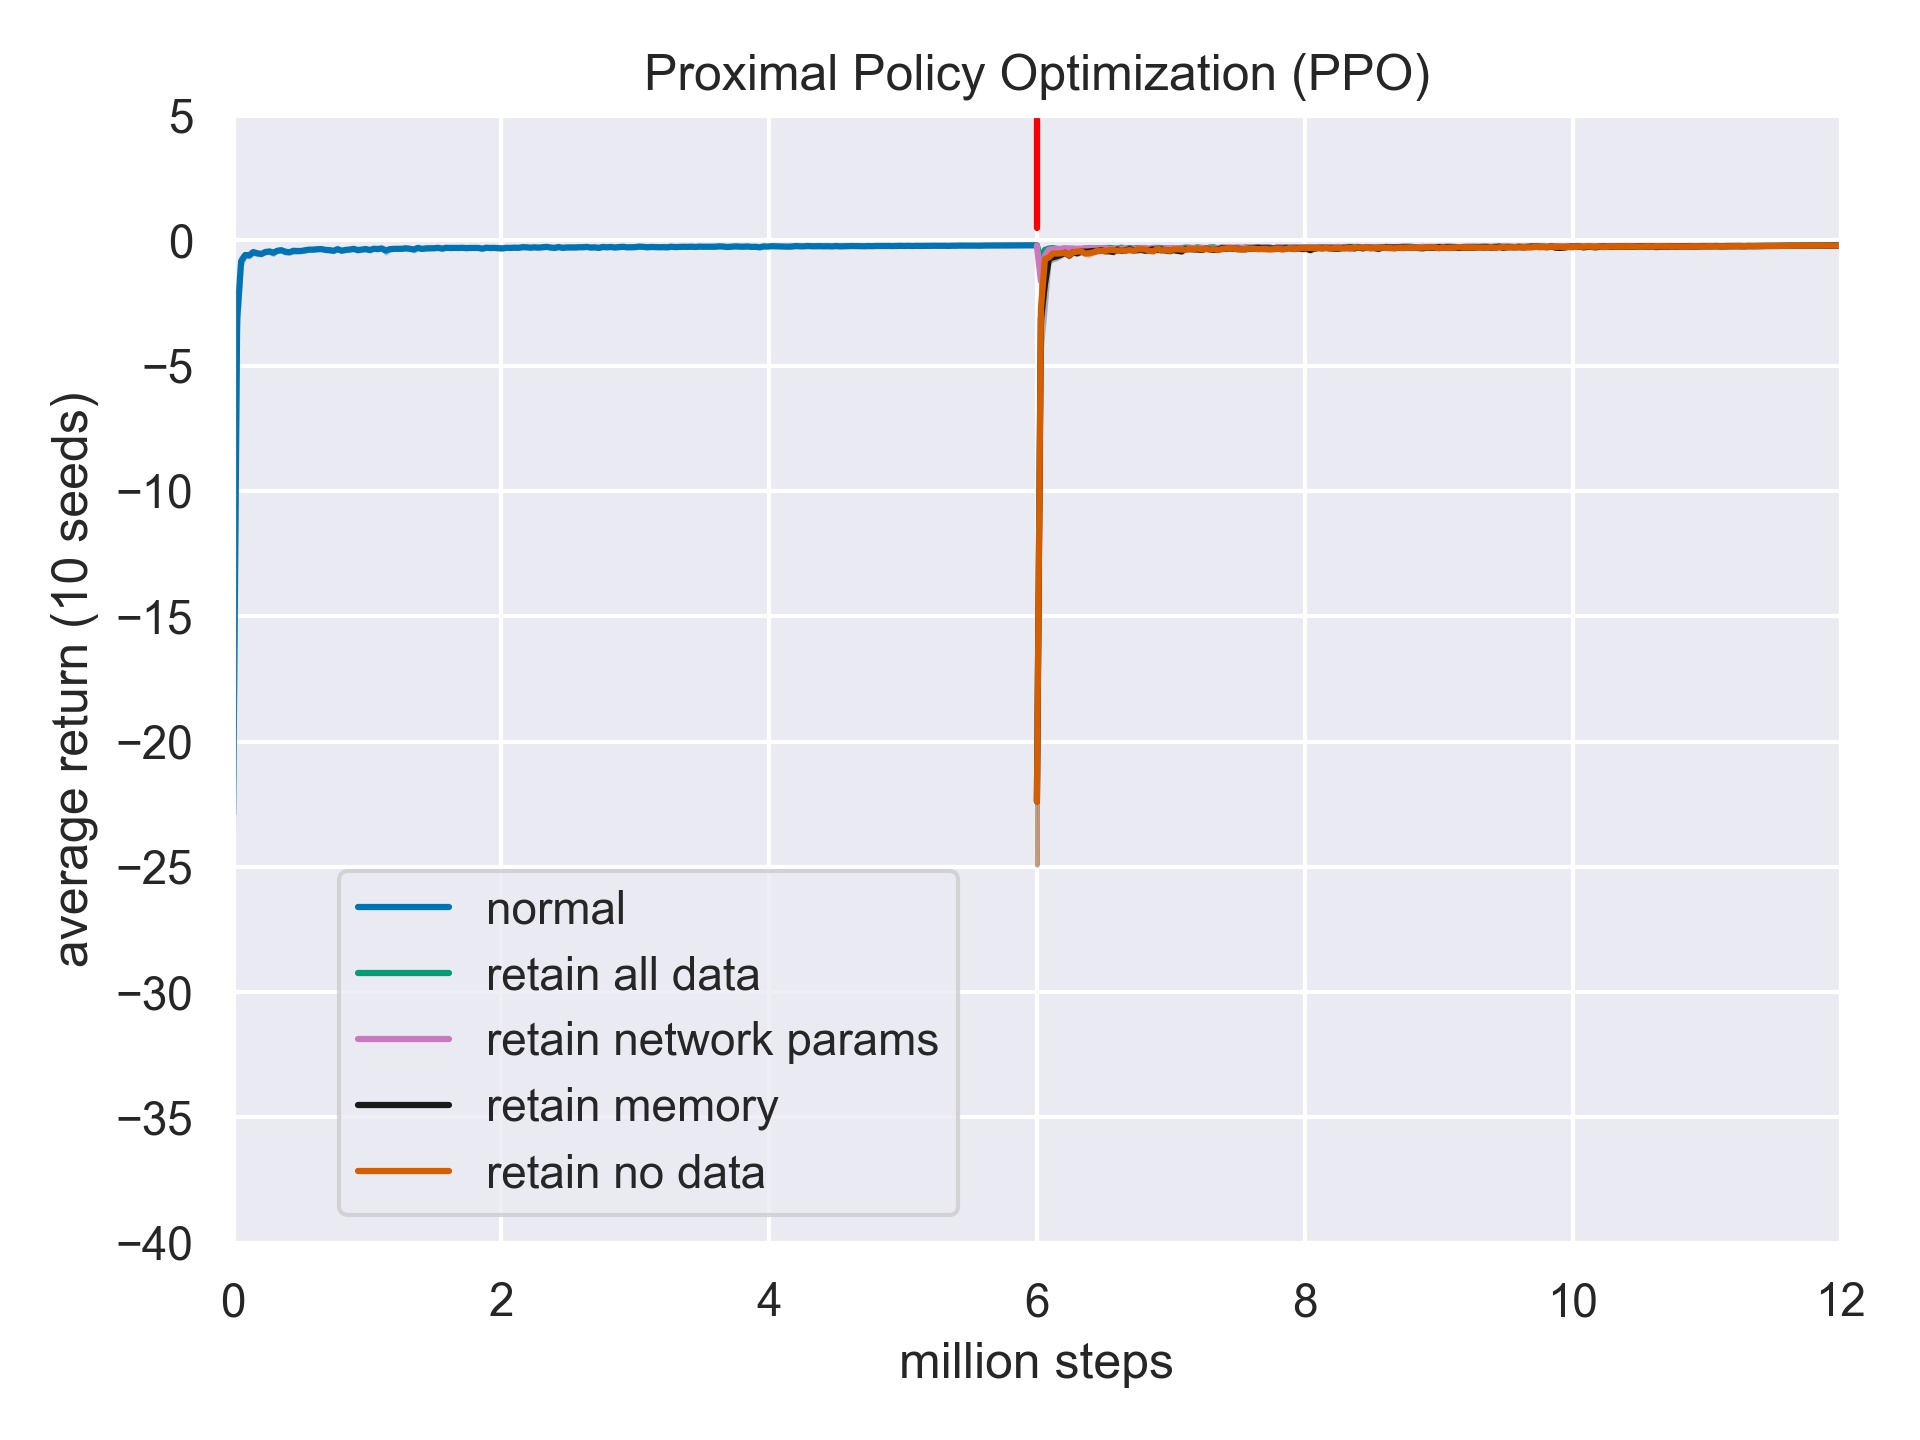 Proximal Policy Optimization (PPO)
5
0
−5
−10
−15
−20
−25
−30
−35
−40
average return (10 seeds)
normal
retain all data
retain network params
retain memory
retain no data
0 2 4 6 8 10 12
million steps